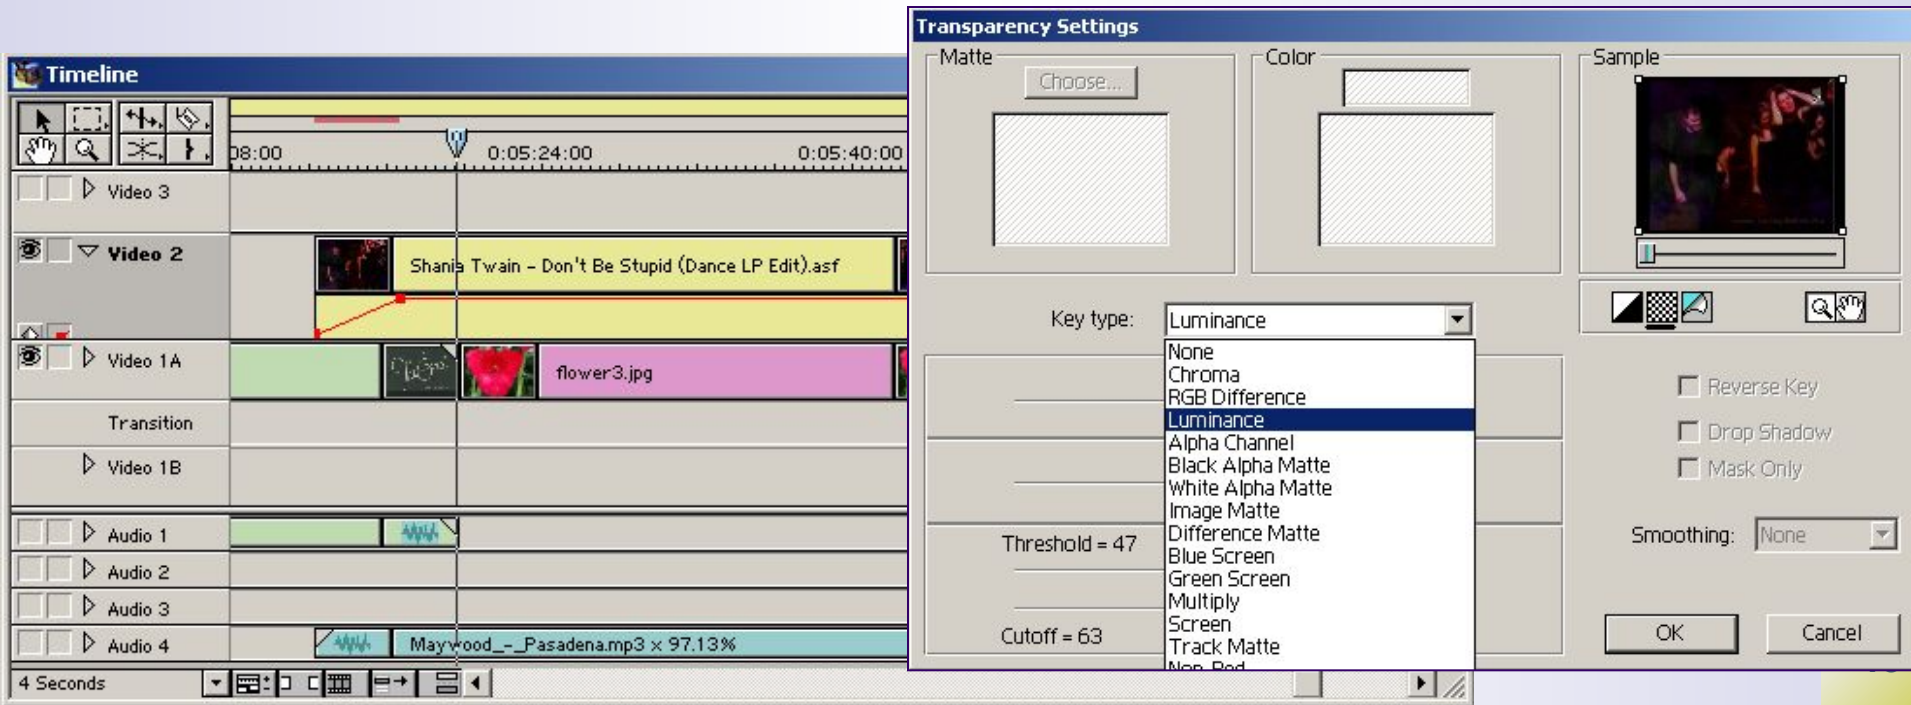 Timeline
08:00
0:05:24:00
0:05:40:00
Video 3
Video 2
Shania Twain - Don't Be Stupid (Dance LP Edit).asf
Video 1A
flower3.jpg
Transition
Video 1B
Audio 1
Audio 2
Audio 3
Audio 4
Maywood_-_Pasadena.mp3 x 97.13%
4 Seconds
Transparency Settings
Matte
Choose...
Color
Sample
Key type:
Luminance
None
Chroma
RGB Difference
Luminance
Alpha Channel
Black Alpha Matte
White Alpha Matte
Image Matte
Difference Matte
Blue Screen
Green Screen
Multiply
Screen
Track Matte
Non-Red
Threshold = 47
Cutoff = 63
Reverse Key
Drop Shadow
Mask Only
Smoothing: None
OK
Cancel